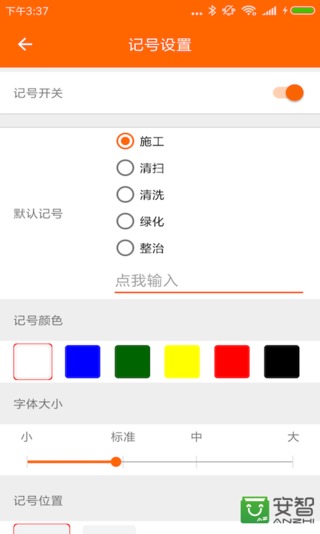 下午3:37
记号设置
记号开关
施工
清扫
默认记号
清洗
绿化
整治
点我输入
记号颜色
字体大小
小 标准 中 大
记号位置
安智
ANZHI